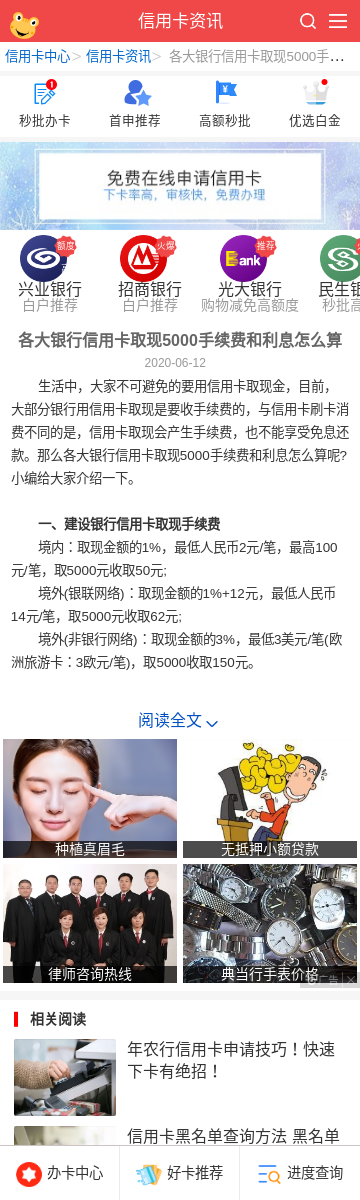 信用卡资讯
信用卡中心> 信用卡资讯> 各大银行信用卡取现5000手...
1
¥
秒批办卡 首申推荐 高额秒批 优选白金
免费在线申请信用卡
下卡率高，审核快，免费办理
额度 火爆 推荐
Bank
兴业银行 招商银行 光大银行 民生银
白户推荐 白户推荐 购物减免高额度 秒批高
各大银行信用卡取现5000手续费和利息怎么算
2020-06-12
生活中，大家不可避免的要用信用卡取现金，目前，
大部分银行用信用卡取现是要收手续费的，与信用卡刷卡消
费不同的是，信用卡取现会产生手续费，也不能享受免息还
款。那么各大银行信用卡取现5000手续费和利息怎么算呢?
小编给大家介绍一下。
一、建设银行信用卡取现手续费
境内：取现金额的1%，最低人民币2元/笔，最高100
元/笔，取5000元收取50元;
境外(银联网络)：取现金额的1%+12元，最低人民币
14元/笔，取5000元收取62元;
境外(非银行网络)：取现金额的3%，最低3美元/笔(欧
洲旅游卡：3欧元/笔)，取5000收取150元。
阅读全文
种植真眉毛 无抵押小额贷款
律师咨询热线 典当行手表价格
广告
相关阅读
年农行信用卡申请技巧！快速
下卡有绝招！
信用卡黑名单查询方法 黑名单
办卡中心 好卡推荐 进度查询